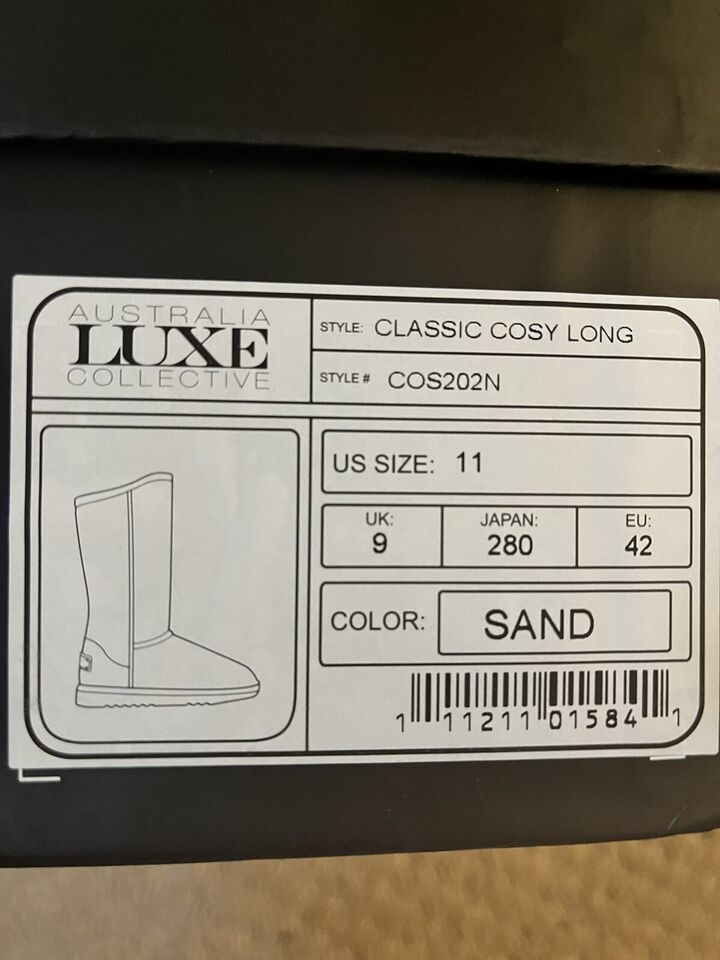 AUSTRALIA
LUXE
COLLECTIVE
STYLE: CLASSIC COSY LONG
STYLE # COS202N
US SIZE: 11
UK:
9
JAPAN:
280
EU:
42
COLOR: SAND
1 11211 01584 1